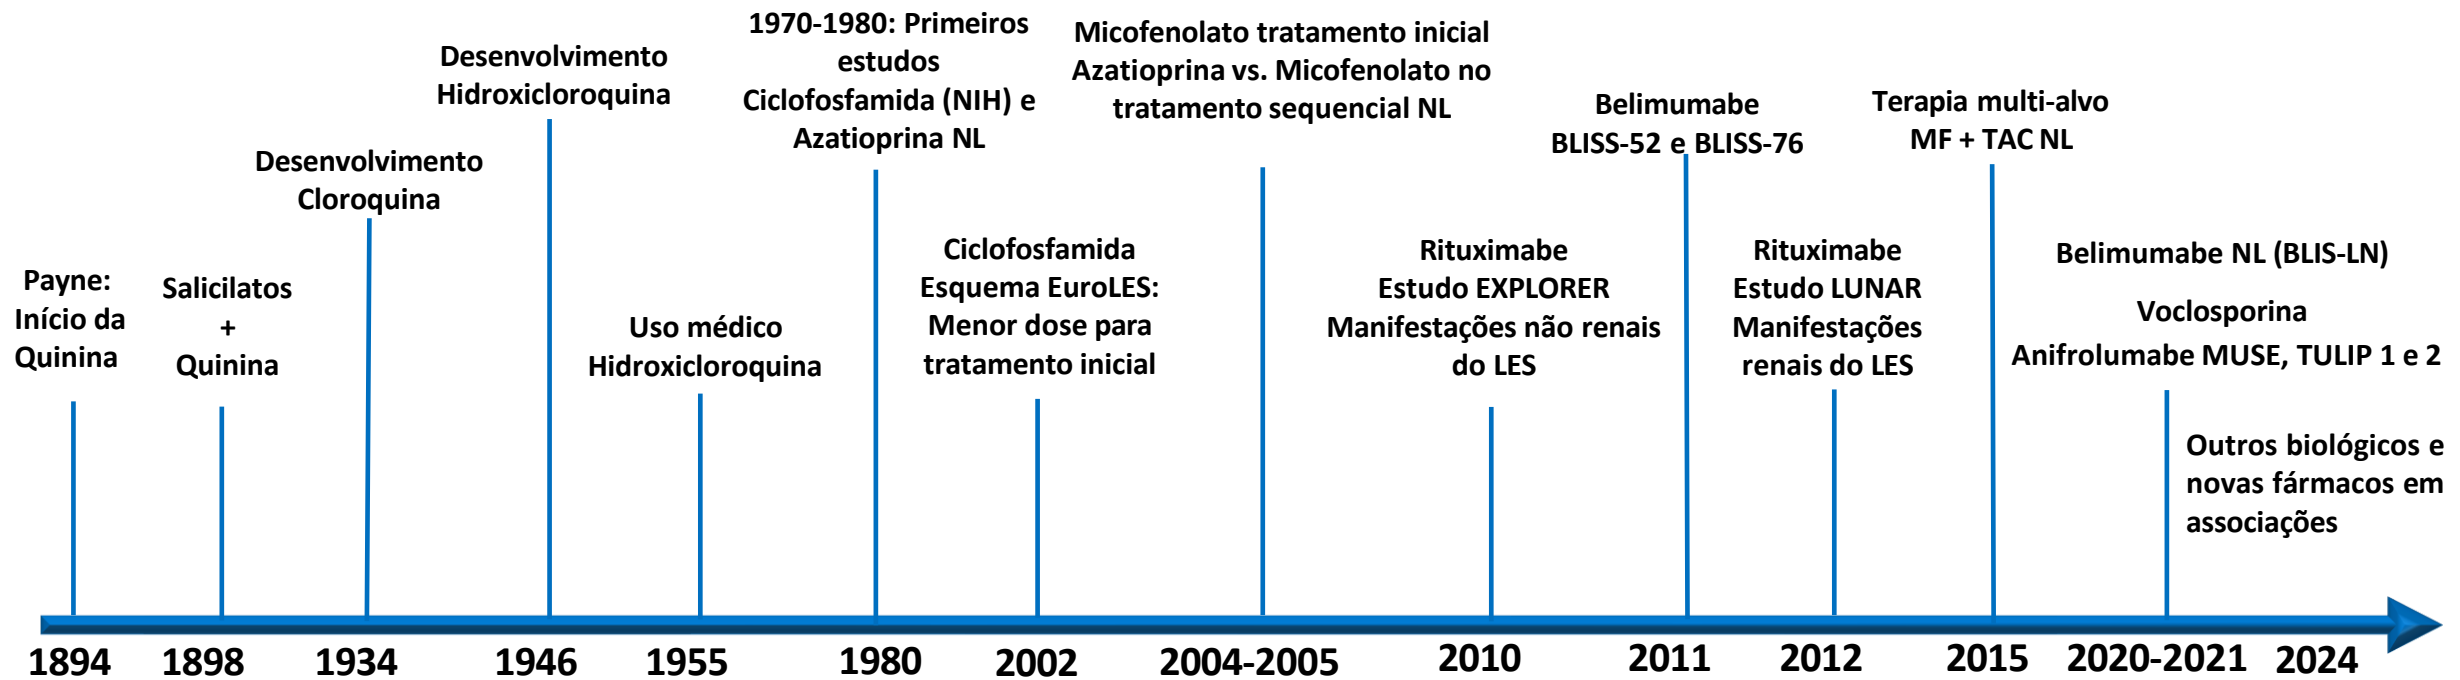 Payne:
Início da
Quinina
Salicilatos
+
Quinina
Desenvolvimento
Cloroquina
Desenvolvimento
Hidroxicloroquina
Uso médico
Hidroxicloroquina
1970-1980: Primeiros
estudos
Ciclofosfamida (NIH) e
Azatioprina NL
Ciclofosfamida
Esquema EuroLES:
Menor dose para
tratamento inicial
Micofenolato tratamento inicial
Azatioprina vs. Micofenolato no
tratamento sequencial NL
Rituximabe
Estudo EXPLORER
Manifestações não renais
do LES
Belimumabe
BLISS-52 e BLISS-76
Rituximabe
Estudo LUNAR
Manifestações
renais do LES
Terapia multi-alvo
MF + TAC NL
Belimumabe NL (BLIS-LN)
Voclosporina
Anifrolumabe MUSE, TULIP 1 e 2
Outros biológicos e
novas fármacos em
associações
1894 1898 1934 1946 1955 1980 2002 2004-2005 2010 2011 2012 2015 2020-2021 2024